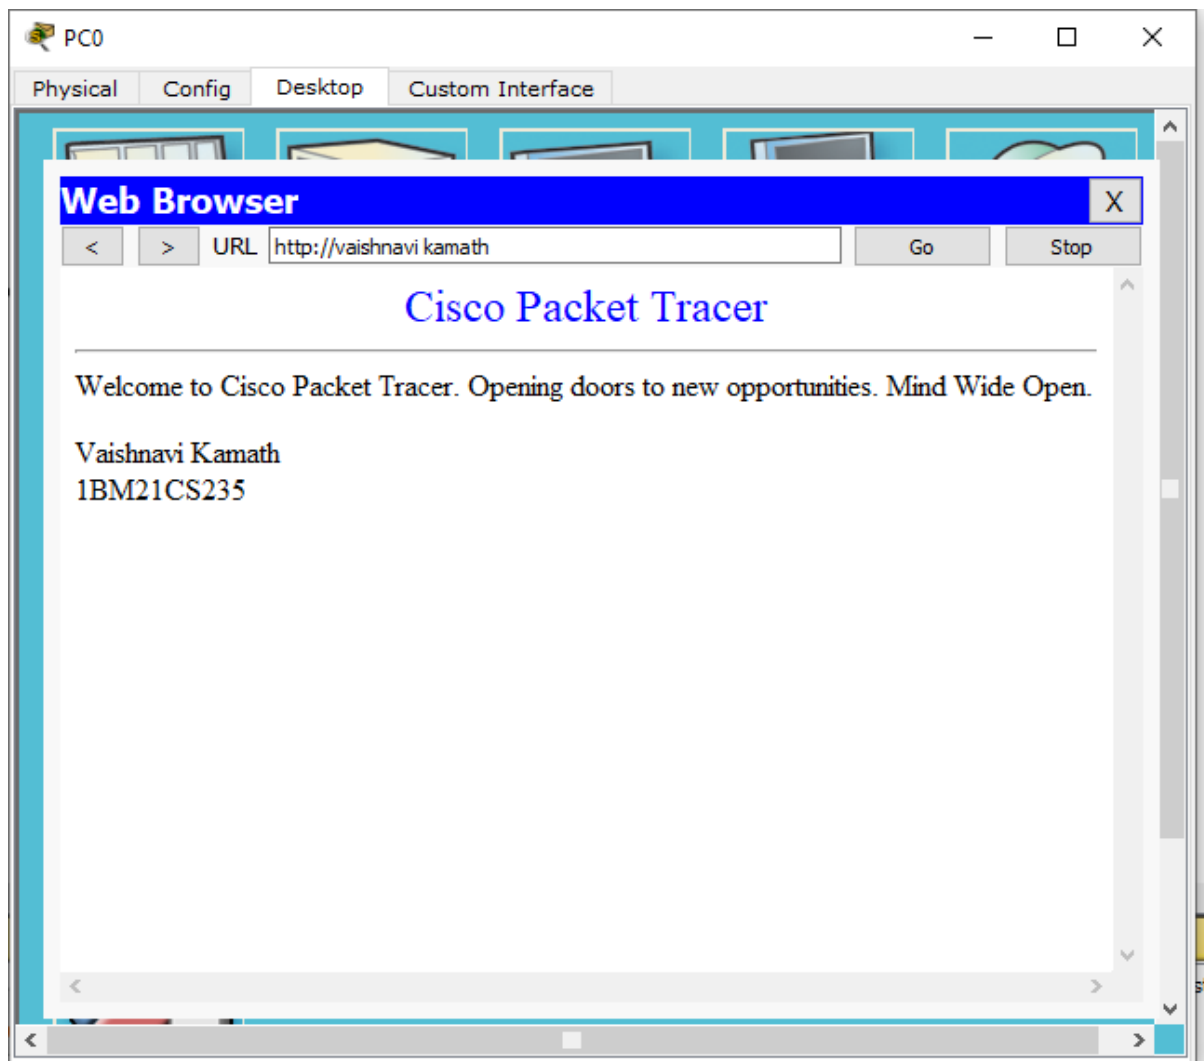 PC0
Physical Config Desktop Custom Interface
Web Browser X
< > URL http://vaishnavi kamath Go Stop
Cisco Packet Tracer
Welcome to Cisco Packet Tracer. Opening doors to new opportunities. Mind Wide Open.
Vaishnavi Kamath
1BM21CS235